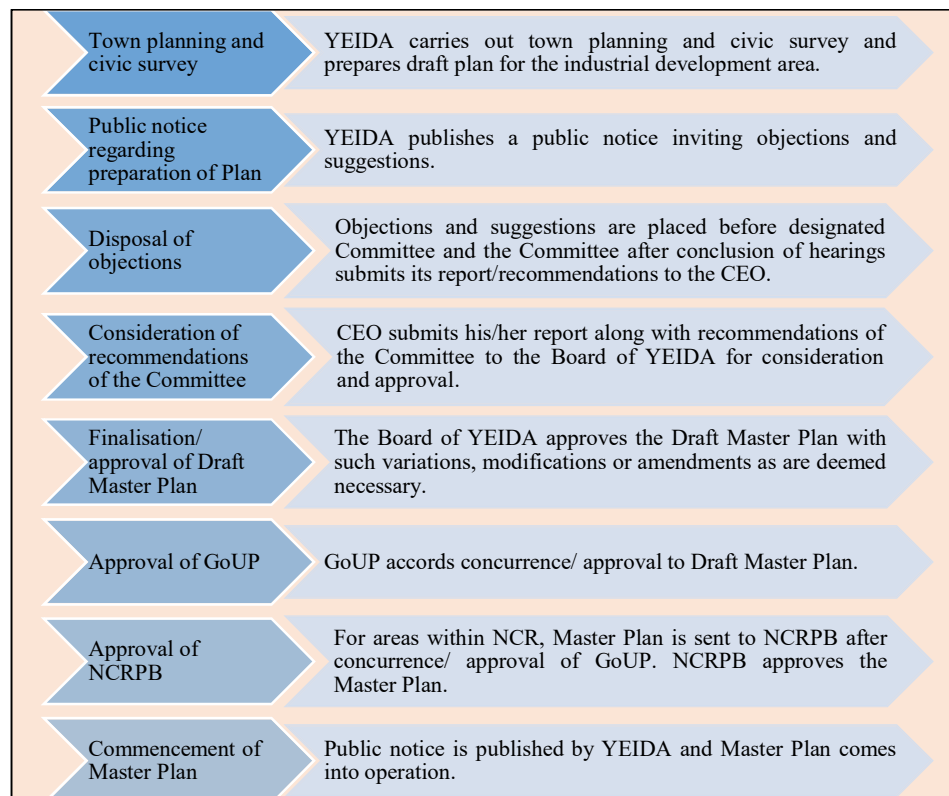 Town planning and
civic survey
YEIDA carries out town planning and civic survey and
prepares draft plan for the industrial development area.
Public notice
regarding
preparation of Plan
YEIDA publishes a public notice inviting objections and
suggestions.
Disposal of
objections
Objections and suggestions are placed before designated
Committee and the Committee after conclusion of hearings
submits its report/recommendations to the CEO.
Consideration of
recommendations
of the Committee
CEO submits his/her report along with recommendations of
the Committee to the Board of YEIDA for consideration
and approval.
Finalisation/
approval of Draft
Master Plan
The Board of YEIDA approves the Draft Master Plan with
such variations, modifications or amendments as are deemed
necessary.
Approval of GoUP
GoUP accords concurrence/ approval to Draft Master Plan.
Approval of
NCRPB
For areas within NCR, Master Plan is sent to NCRPB after
concurrence/ approval of GoUP. NCRPB approves the
Master Plan.
Commencement of
Master Plan
Public notice is published by YEIDA and Master Plan comes
into operation.